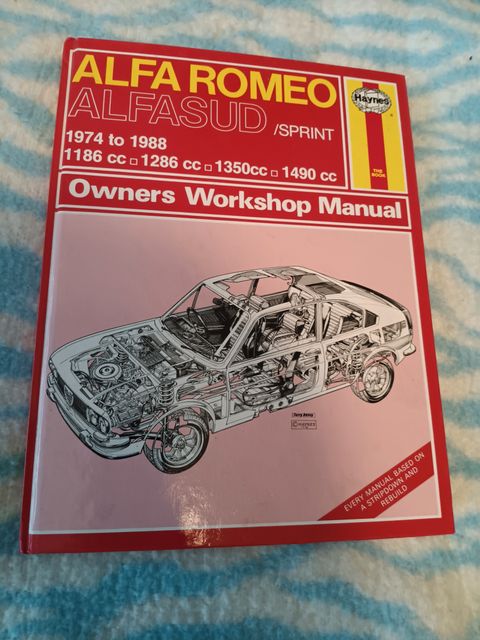 ALFA ROMEO
ALFASUD /SPRINT
1974 to 1988
1186 cc □ 1286 cc □ 1350cc □ 1490 cc
Haynes
THE
BOOK
Owners Workshop Manual
Terry Davey
© HAYNES
EVERY MANUAL BASED ON
A STRIPDOWN AND
REBUILD